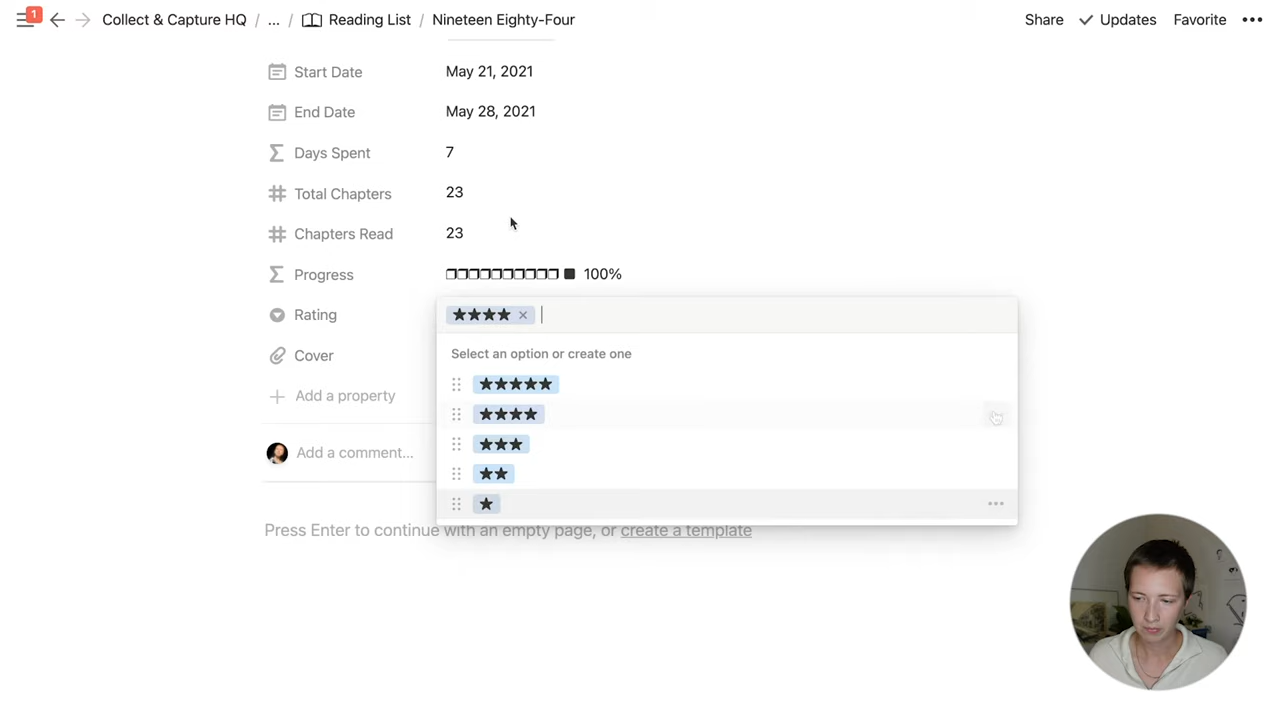 1
Collect & Capture HQ / ... / Reading List / Nineteen Eighty-Four
Share ✓ Updates Favorite •••
Start Date May 21, 2021
End Date May 28, 2021
Days Spent 7
Total Chapters 23
Chapters Read 23
Progress ❒❒❒❒❒❒❒❒❒❒ ■ 100%
Rating ★★★★ ×
Cover
Select an option or create one
★★★★★
★★★★
★★★
★★
★
Add a property
Add a comment...
Press Enter to continue with an empty page, or create a template